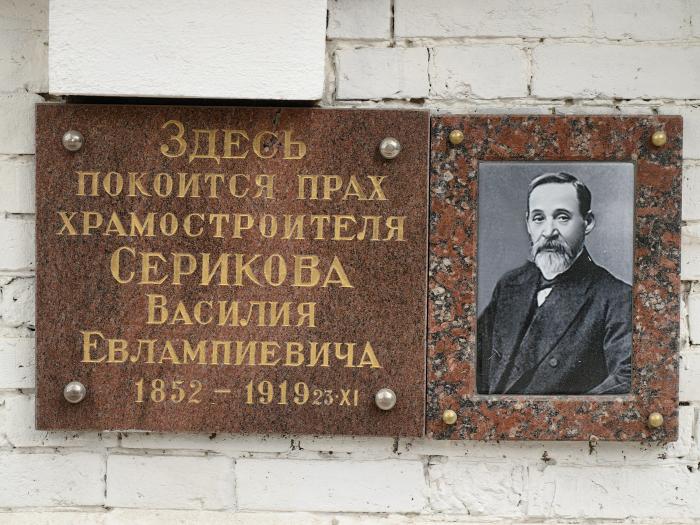 Здесь
покоится прах
храмостроителя
Серикова
Василия
Евлампиевича
1852 – 1919 23·XI